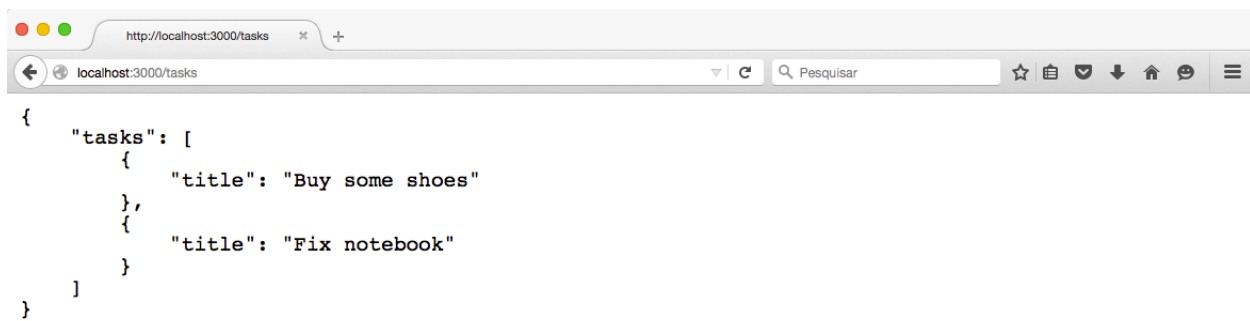 http://localhost:3000/tasks
localhost:3000/tasks
Pesquisar
{
    "tasks": [
        {
            "title": "Buy some shoes"
        },
        {
            "title": "Fix notebook"
        }
    ]
}